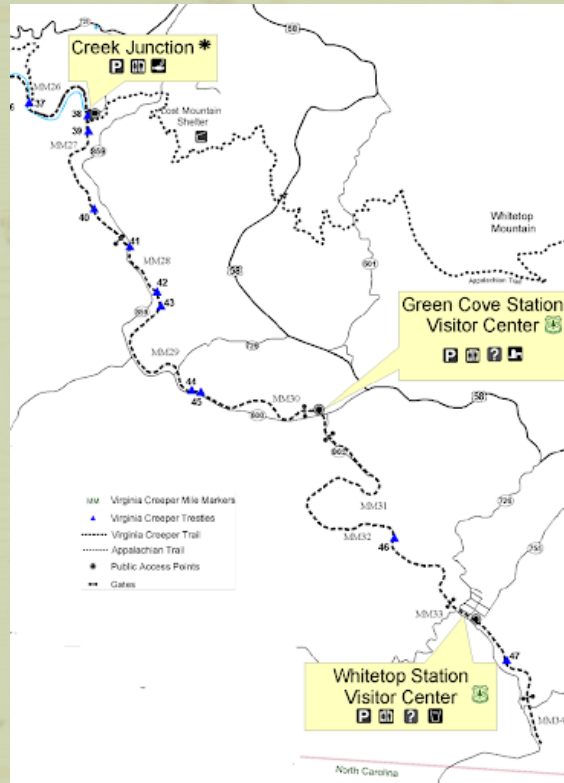 58
Creek Junction *
P
MM26
37
6
38
39
Lost Mountain
Shelter
MM27
859
40
Whitetop
Mountain
41
MM28
58
601
Appalachian Trail
42
43
Green Cove Station
Visitor Center
P ?
MM29
726
44
45
MM30
600
58
MM31
MM Virginia Creeper Mile Markers
Virginia Creeper Trestles
Virginia Creeper Trail
Appalachian Trail
Public Access Points
Gates
46
MM32
726
MM33
47
Whitetop Station
Visitor Center
P ?
MM34
North Carolina